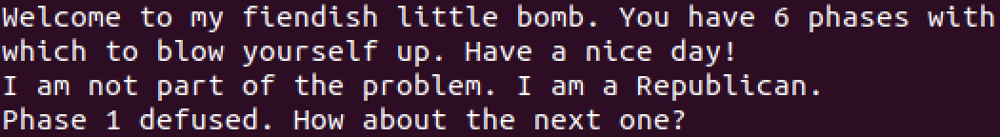 Welcome to my fiendish little bomb. You have 6 phases with
which to blow yourself up. Have a nice day!
I am not part of the problem. I am a Republican.
Phase 1 defused. How about the next one?